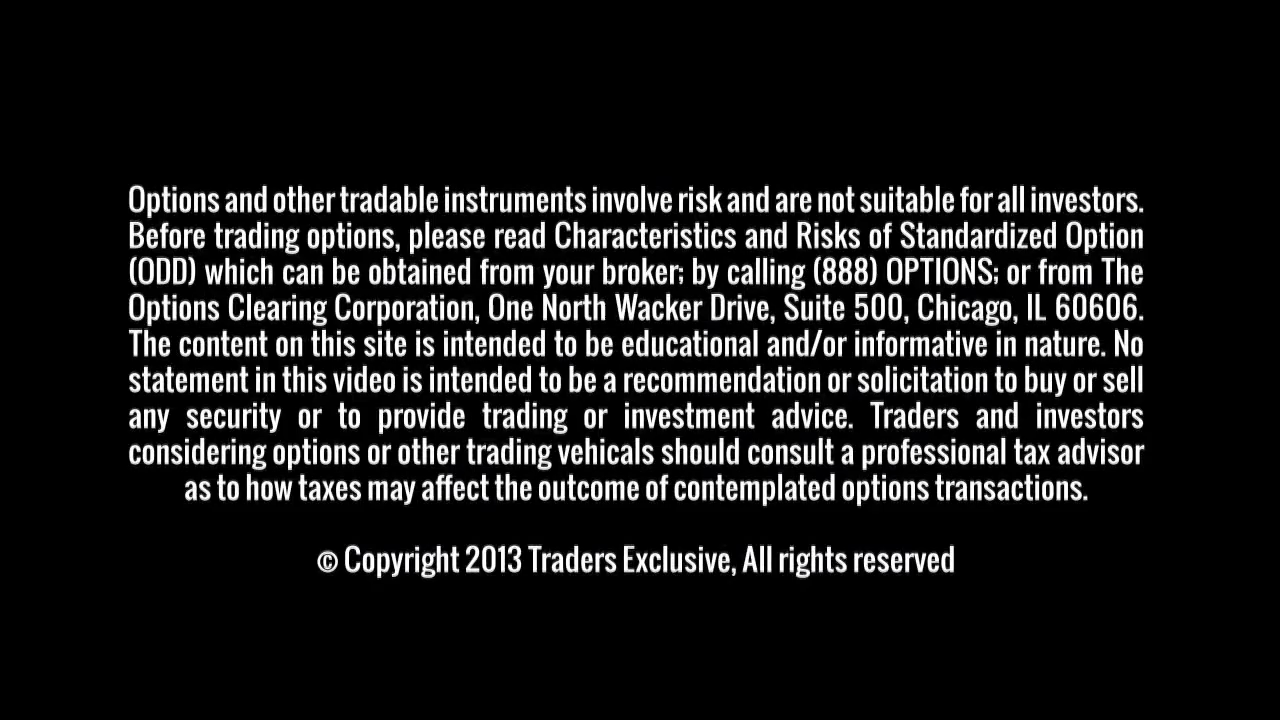 Options and other tradable instruments involve risk and are not suitable for all investors.
Before trading options, please read Characteristics and Risks of Standardized Option
(ODD) which can be obtained from your broker; by calling (888) OPTIONS; or from The
Options Clearing Corporation, One North Wacker Drive, Suite 500, Chicago, IL 60606.
The content on this site is intended to be educational and/or informative in nature. No
statement in this video is intended to be a recommendation or solicitation to buy or sell
any security or to provide trading or investment advice. Traders and investors
considering options or other trading vehicals should consult a professional tax advisor
as to how taxes may affect the outcome of contemplated options transactions.
© Copyright 2013 Traders Exclusive, All rights reserved